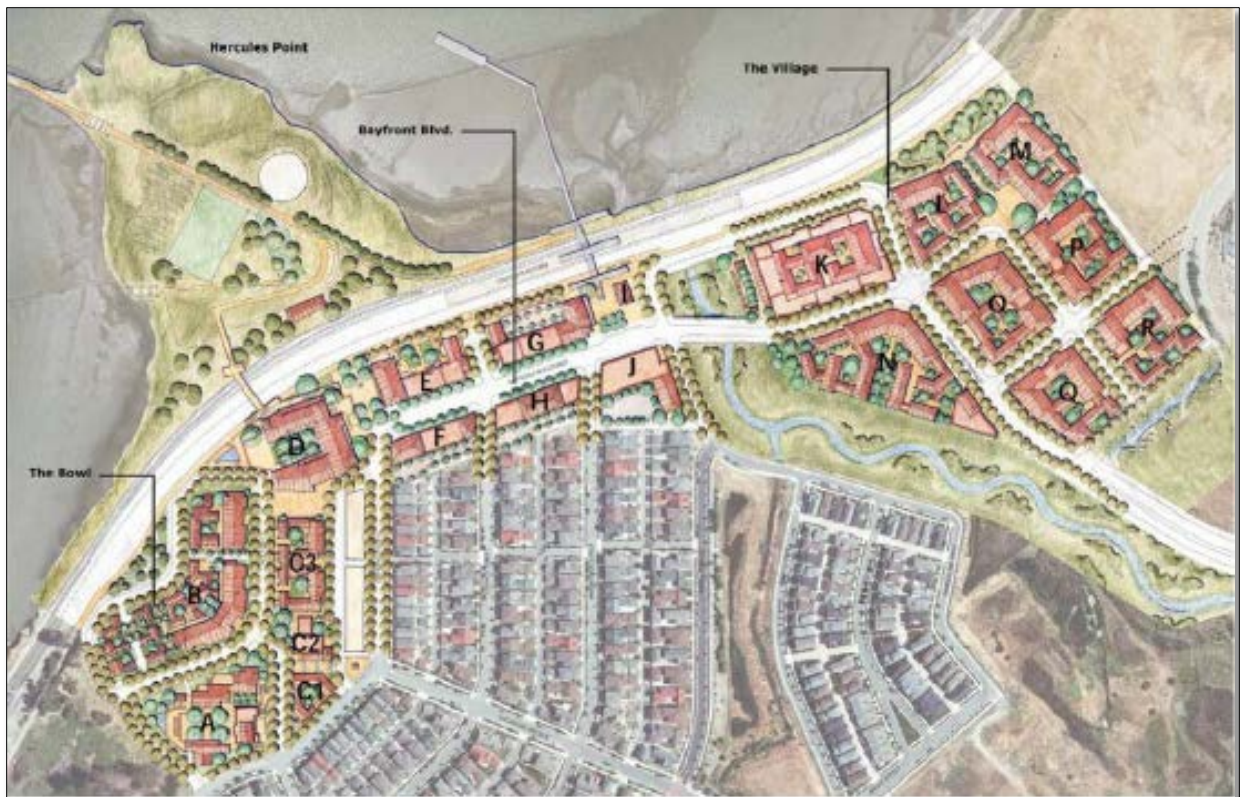 Hercules Point
The Village
Bayfront Blvd.
M
L
P
K
I
Q
R
G
J
N
E
H
Q
F
D
The Bowl
C3
B
C2
C1
A